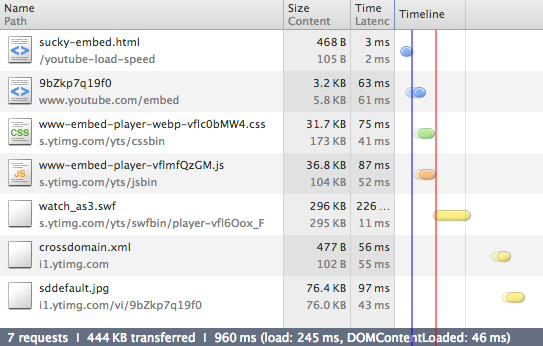 Name Size Time Timeline
Path Content Latenc
sucky-embed.html 468 B 3 ms
/youtube-load-speed 105 B 2 ms
9bZkp7q19f0 3.2 KB 63 ms
www.youtube.com/embed 5.8 KB 61 ms
www-embed-player-webp-vflc0bMW4.css 31.7 KB 75 ms
CSS
s.ytimg.com/yts/cssbin 173 KB 41 ms
www-embed-player-vflmfQzGM.js 36.8 KB 87 ms
JS
s.ytimg.com/yts/jsbin 104 KB 52 ms
watch_as3.swf 296 KB 226 ...
s.ytimg.com/yts/swfbin/player-vfl6Oox_F 295 KB 11 ms
crossdomain.xml 477 B 56 ms
i1.ytimg.com 102 B 55 ms
sddefault.jpg 76.4 KB 97 ms
i1.ytimg.com/vi/9bZkp7q19f0 76.0 KB 43 ms
7 requests I 444 KB transferred I 960 ms (load: 245 ms, DOMContentLoaded: 46 ms)